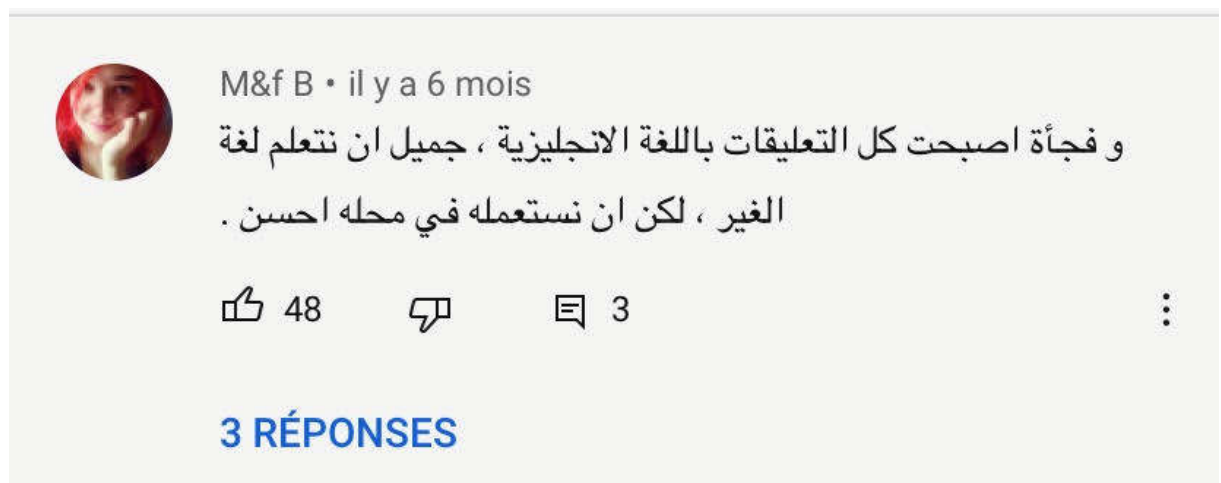 M&f B • il y a 6 mois
و فجأة اصبحت كل التعليقات باللغة الانجليزية ، جميل ان نتعلم لغة
الغير ، لكن ان نستعمله في محله احسن .
48 3
3 RÉPONSES